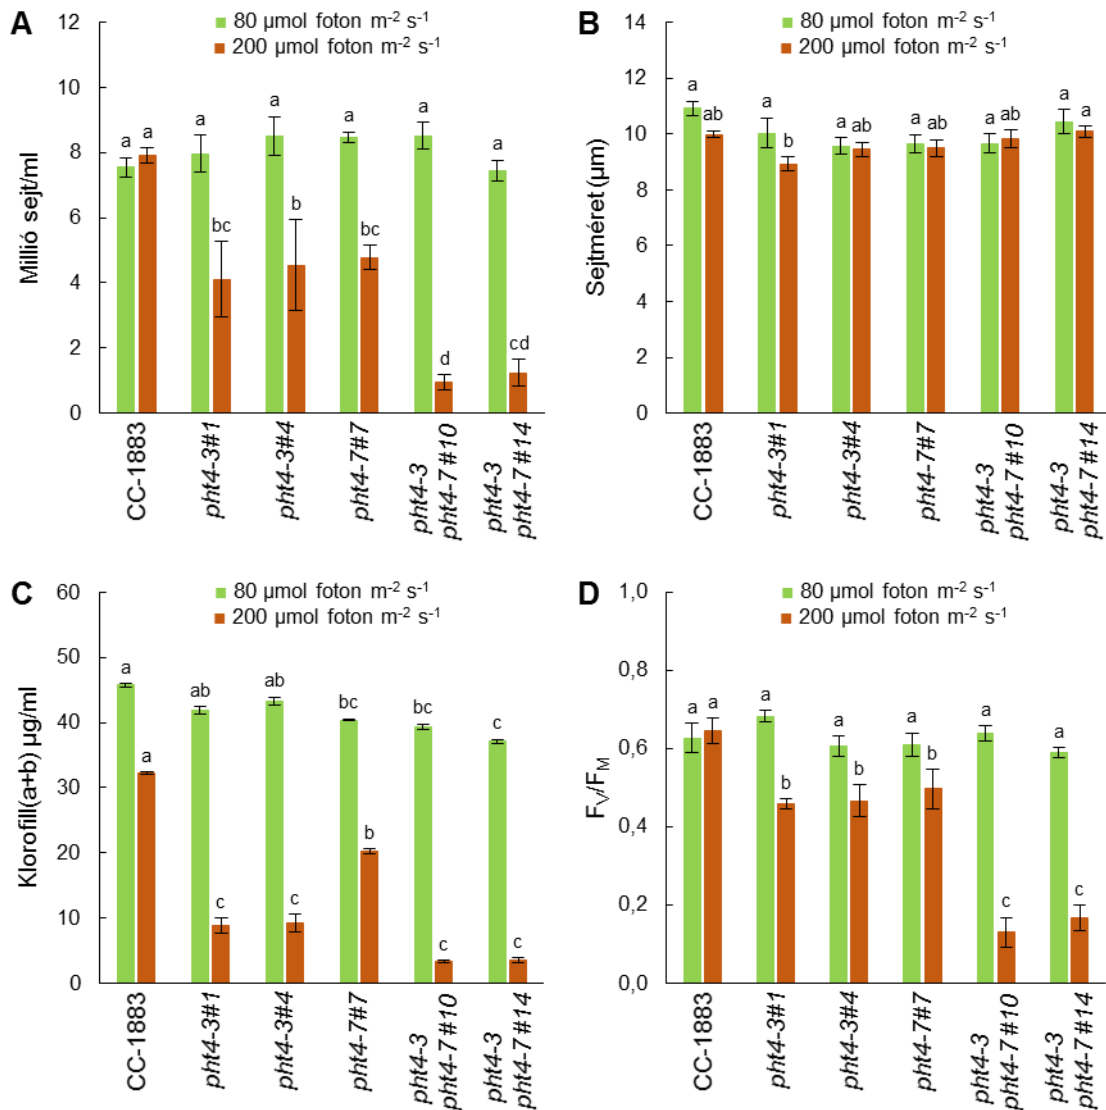 A
80 µmol foton m⁻² s⁻¹
200 µmol foton m⁻² s⁻¹
Millió sejt/ml
12
10
8
6
4
2
0
a a a bc a b a a d a cd
CC-1883
pht4-3#1
pht4-3#4
pht4-7#7
pht4-3
pht4-7#10
pht4-3
pht4-7#14
B
80 µmol foton m⁻² s⁻¹
200 µmol foton m⁻² s⁻¹
Sejtméret (µm)
14
12
10
8
6
4
2
0
a ab a b a ab a ab a ab a ab
CC-1883
pht4-3#1
pht4-3#4
pht4-7#7
pht4-3
pht4-7#10
pht4-3
pht4-7#14
C
80 µmol foton m⁻² s⁻¹
200 µmol foton m⁻² s⁻¹
Klorofill(a+b) µg/ml
60
50
40
30
20
10
0
a a ab c ab c bc b bc c c c
CC-1883
pht4-3#1
pht4-3#4
pht4-7#7
pht4-3
pht4-7#10
pht4-3
pht4-7#14
D
80 µmol foton m⁻² s⁻¹
200 µmol foton m⁻² s⁻¹
Fᵥ/F_M
1,0
0,8
0,6
0,4
0,2
0,0
a a a b a b a b a c a c
CC-1883
pht4-3#1
pht4-3#4
pht4-7#7
pht4-3
pht4-7#10
pht4-3
pht4-7#14